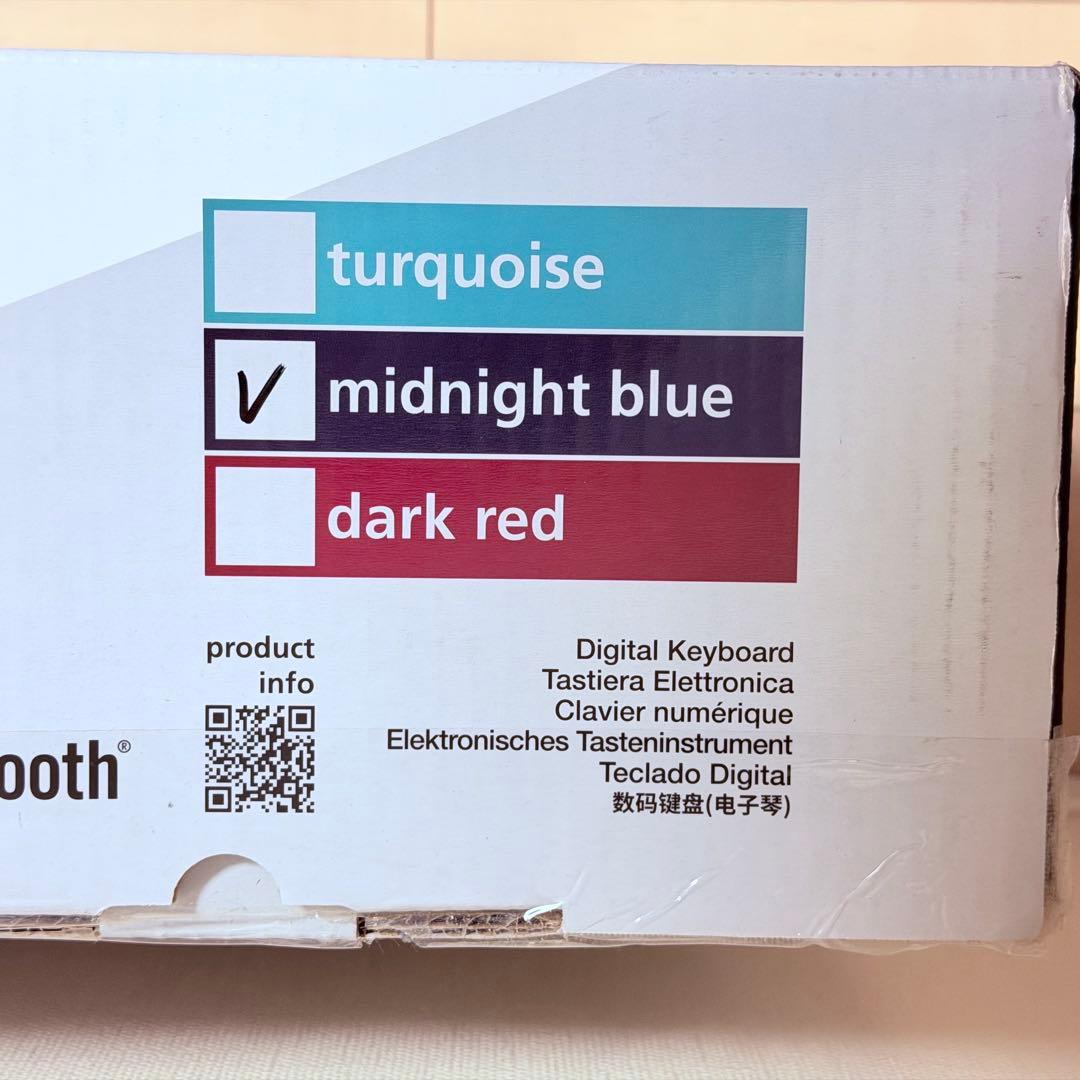 turquoise
midnight blue
dark red
product
info
Digital Keyboard
Tastiera Elettronica
Clavier numérique
Elektronisches Tasteninstrument
Teclado Digital
数码键盘(电子琴)
ooth®